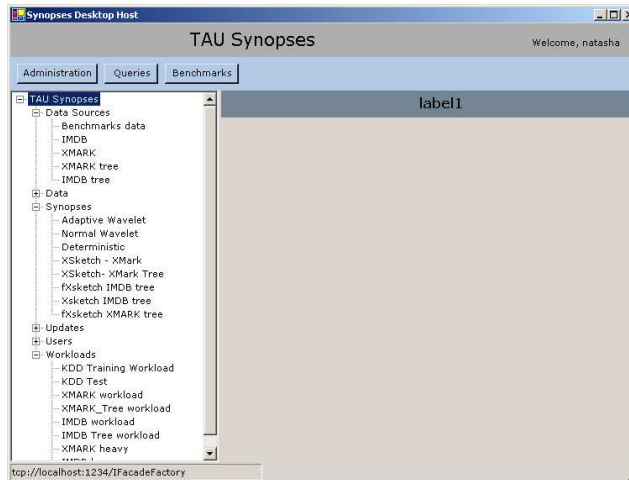 Synopses Desktop Host
TAU Synopses
Welcome, natasha
Administration
Queries
Benchmarks
TAU Synopses
Data Sources
Benchmarks data
IMDB
XMARK
XMARK tree
IMDB tree
Data
Synopses
Adaptive Wavelet
Normal Wavelet
Deterministic
XSketch - XMark
XSketch- XMark Tree
fXsketch IMDB tree
Xsketch IMDB tree
fXsketch XMARK tree
Updates
Users
Workloads
KDD Training Workload
KDD Test
XMARK workload
XMARK_Tree workload
IMDB workload
IMDB Tree workload
XMARK heavy
label1
tcp://localhost:1234/IFacadeFactory